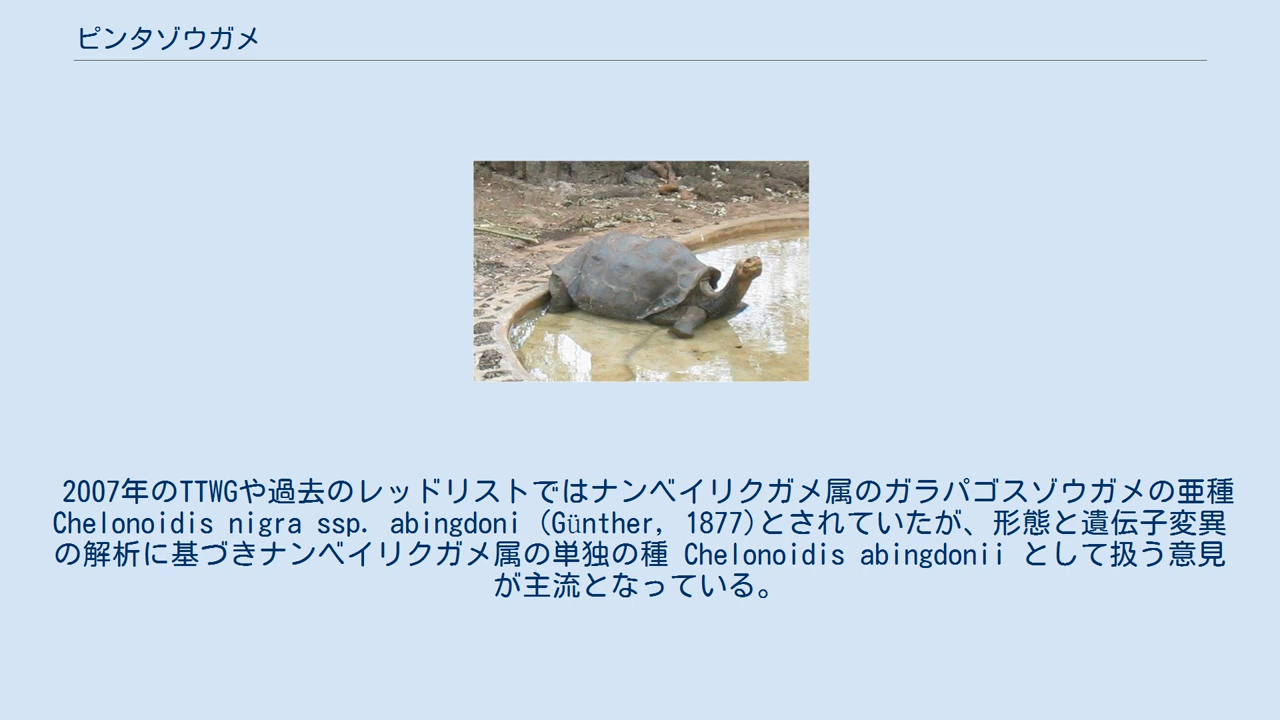 ピンタゾウガメ
2007年のTTWGや過去のレッドリストではナンベイリクガメ属のガラパゴスゾウガメの亜種
Chelonoidis nigra ssp. abingdoni (Günther, 1877)とされていたが、形態と遺伝子変異
の解析に基づきナンベイリクガメ属の単独の種 Chelonoidis abingdonii として扱う意見
が主流となっている。